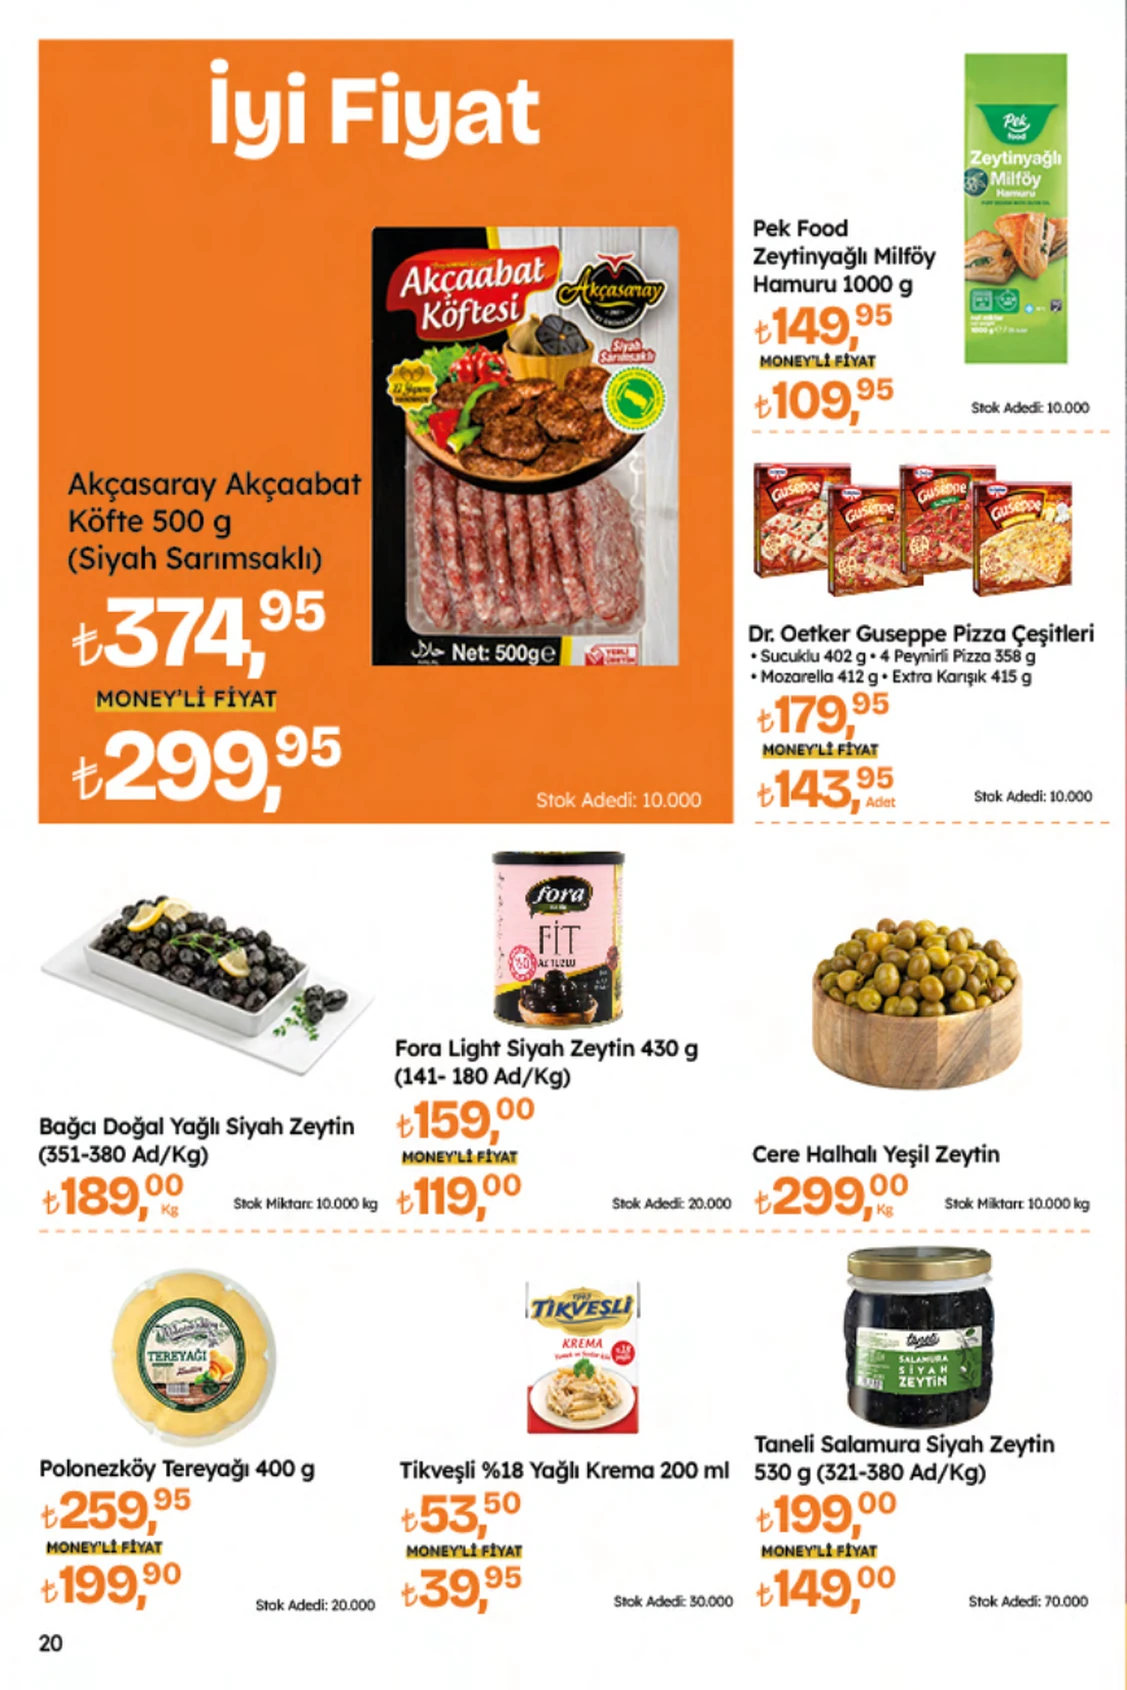 İyi Fiyat
Akçaabat
Köftesi
Akçasaray
Siyah
Sarımsaklı
Net: 500g e
Akçasaray Akçaabat
Köfte 500 g
(Siyah Sarımsaklı)
₺374,95
MONEY'Lİ FİYAT
₺299,95
Stok Adedi: 10.000
Pek
food
Zeytinyağlı
Milföy
Hamuru
Pek Food
Zeytinyağlı Milföy
Hamuru 1000 g
₺149,95
MONEY'Lİ FİYAT
₺109,95
Stok Adedi: 10.000
Guseppe
Guseppe
Guseppe
Guseppe
Dr. Oetker Guseppe Pizza Çeşitleri
• Sucuklu 402 g • 4 Peynirli Pizza 358 g
• Mozarella 412 g • Extra Karışık 415 g
₺179,95
MONEY'Lİ FİYAT
₺143,95
Adet
Stok Adedi: 10.000
Bağcı Doğal Yağlı Siyah Zeytin
(351-380 Ad/Kg)
₺189,00
Kg
Stok Miktarı: 10.000 kg
fora
FİT
AZ TUZLU
Fora Light Siyah Zeytin 430 g
(141- 180 Ad/Kg)
₺159,00
MONEY'Lİ FİYAT
₺119,00
Stok Adedi: 20.000
Cere Halhalı Yeşil Zeytin
₺299,00
Kg
Stok Miktarı: 10.000 kg
TEREYAĞI
Polonezköy Tereyağı 400 g
₺259,95
MONEY'Lİ FİYAT
₺199,90
Stok Adedi: 20.000
TİKVEŞLİ
KREMA
%18
Tikveşli %18 Yağlı Krema 200 ml
₺53,50
MONEY'Lİ FİYAT
₺39,95
Stok Adedi: 30.000
taneli
SALAMURA
SİYAH
ZEYTİN
Taneli Salamura Siyah Zeytin
530 g (321-380 Ad/Kg)
₺199,00
MONEY'Lİ FİYAT
₺149,00
Stok Adedi: 70.000
20